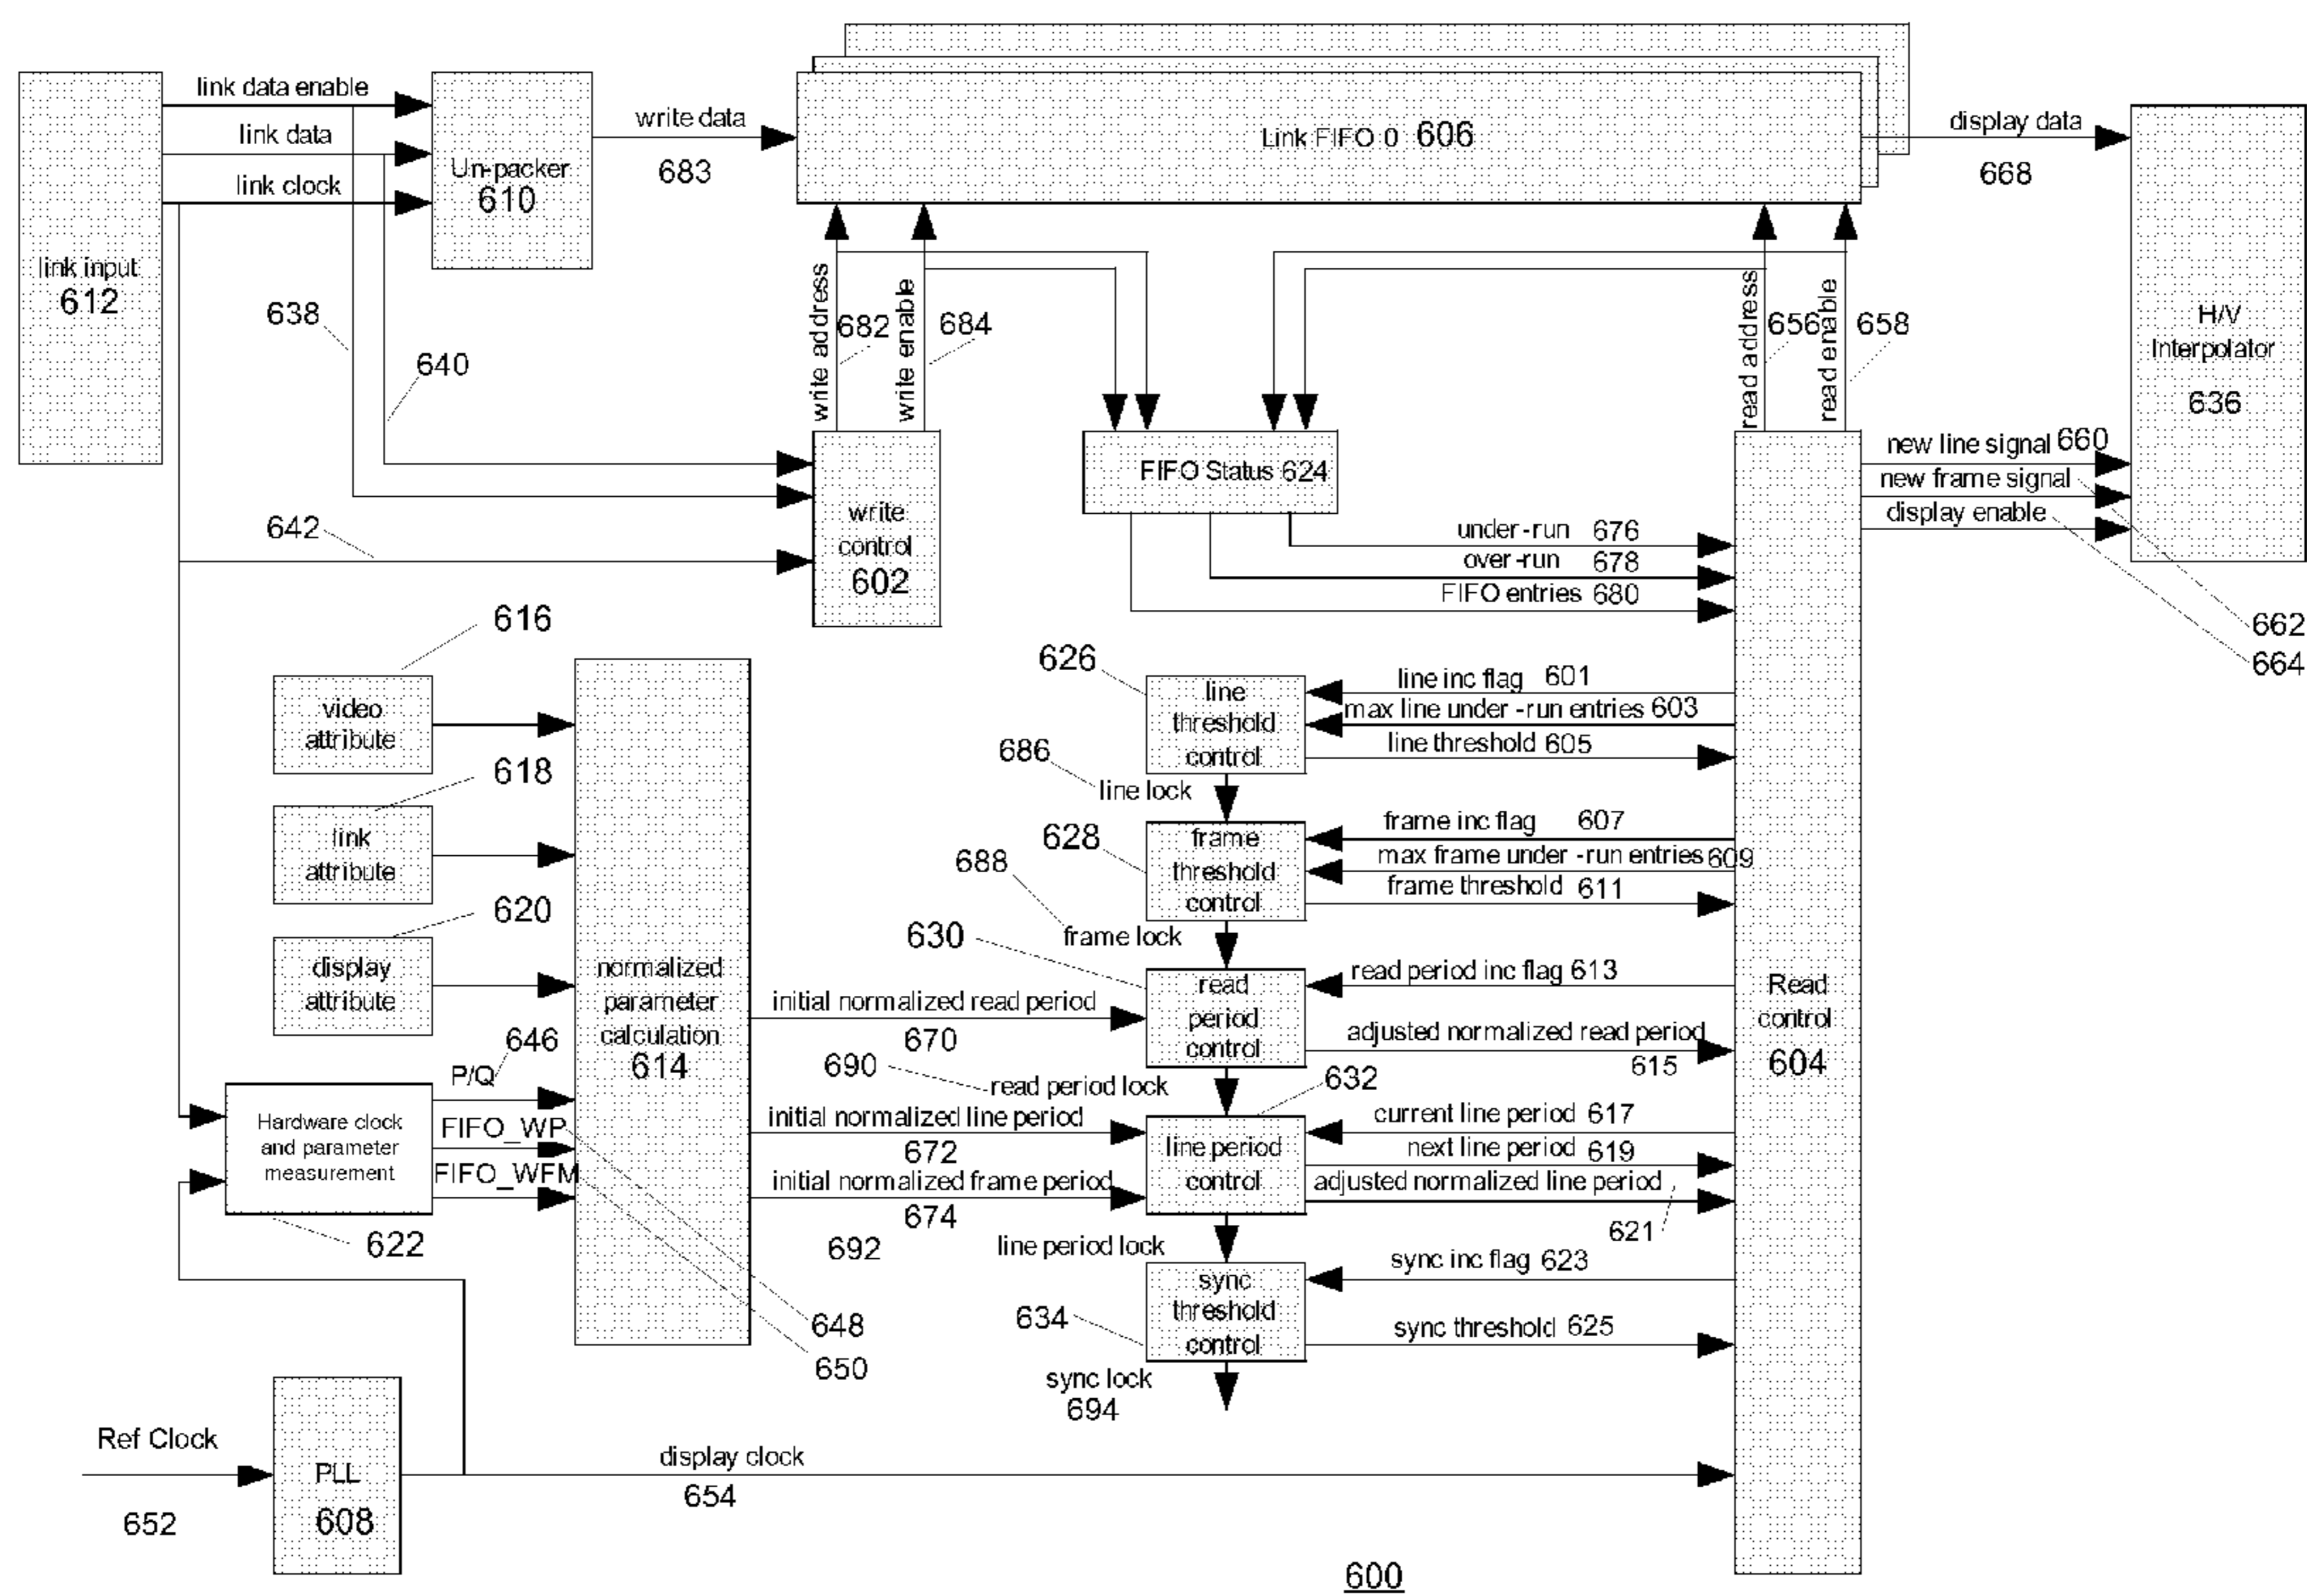 link data enable
link data
link clock
link input
612
Un-packer
610
write data
683
Link FIFO 0 606
display data
668
H/V
Interpolator
636
638
640
642
write address
682
write enable
684
read address
656
read enable
658
write
control
602
FIFO Status 624
new line signal 660
new frame signal
display enable
662
664
under-run 676
over-run 678
FIFO entries 680
616
video
attribute
618
link
attribute
620
display
attribute
646
P/Q
FIFO_WP
FIFO_WFM
Hardware clock
and parameter
measurement
622
648
650
normalized
parameter
calculation
614
initial normalized read period
670
initial normalized line period
672
initial normalized frame period
674
626
line
threshold
control
line inc flag 601
max line under-run entries 603
line threshold 605
686
line lock
628
frame
threshold
control
frame inc flag 607
max frame under-run entries 609
frame threshold 611
688
frame lock
630
read
period
control
read period inc flag 613
adjusted normalized read period
615
690
read period lock
632
line period
control
current line period 617
next line period 619
adjusted normalized line period
621
692
line period lock
634
sync
threshold
control
sync inc flag 623
sync threshold 625
sync lock
694
Read
control
604
Ref Clock
652
PLL
608
display clock
654
600